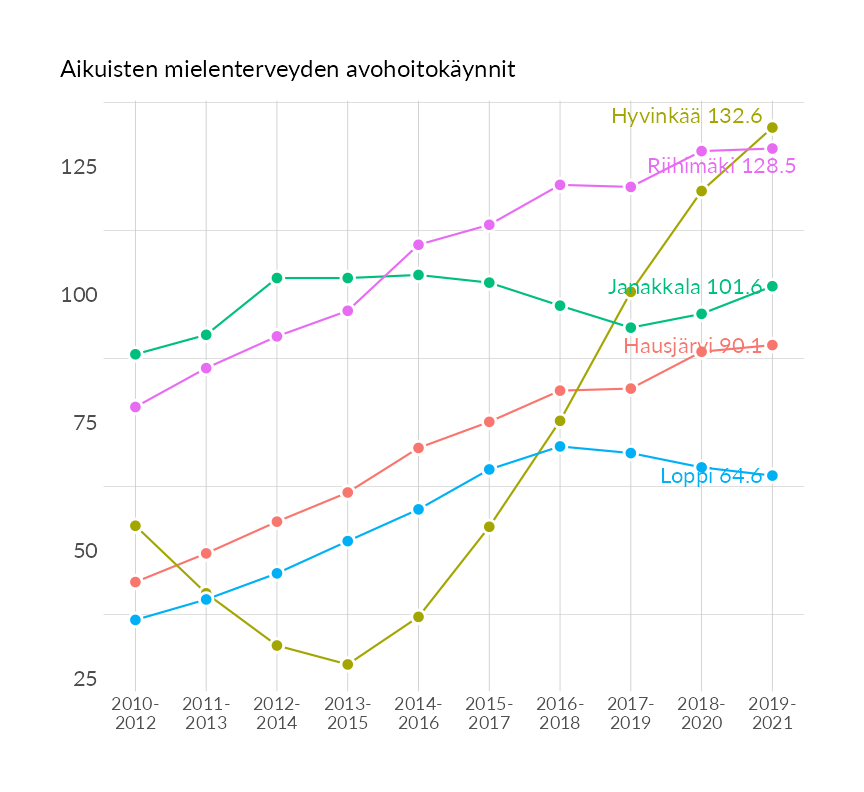 Aikuisten mielenterveyden avohoitokäynnit
Hyvinkää 132.6
125
Riihimäki 128.5
100
Janakkala 101.6
Hausjärvi 90.1
75
Loppi 64.6
50
25
2010- 2011- 2012- 2013- 2014- 2015- 2016- 2017- 2018- 2019-
2012 2013 2014 2015 2016 2017 2018 2019 2020 2021